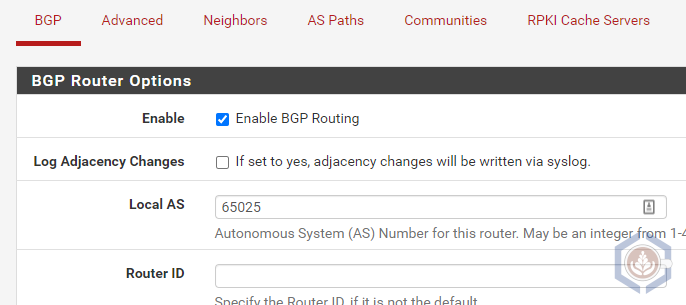 BGP Advanced Neighbors AS Paths Communities RPKI Cache Servers
BGP Router Options
Enable Enable BGP Routing
Log Adjacency Changes If set to yes, adjacency changes will be written via syslog.
Local AS 65025
Autonomous System (AS) Number for this router. May be an integer from 1-4
Router ID
Specify the Router ID, if it is not the default